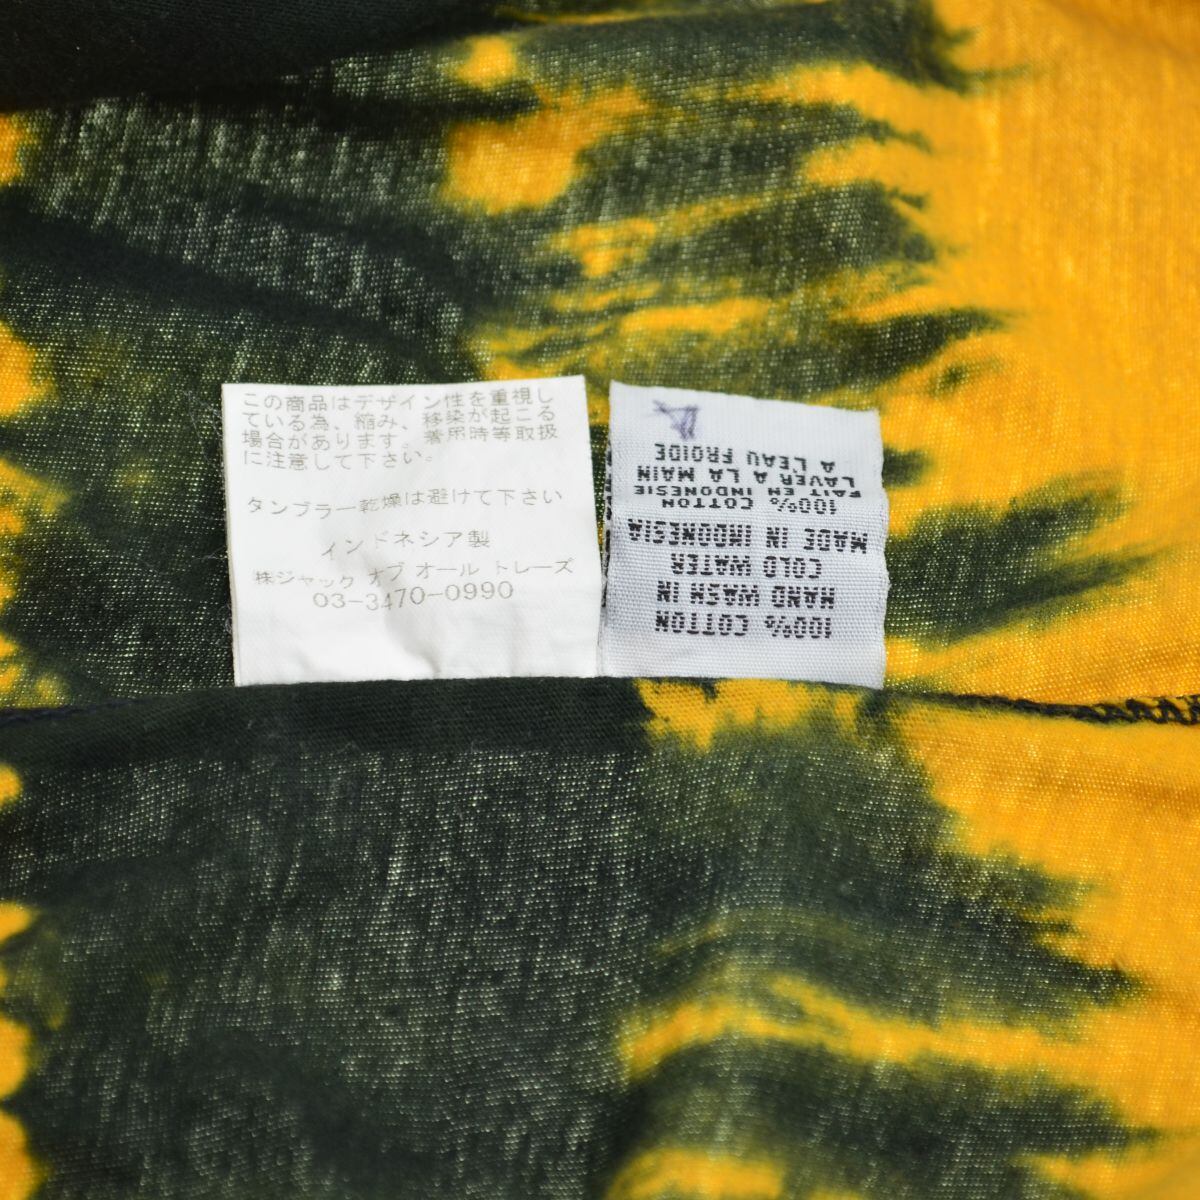 この商品はデザイン性を重視し
ている為、縮み、移染が起こる
場合があります。着用時等取扱
に注意して下さい。
タンブラー乾燥は避けて下さい
インドネシア製
㈱ジャック オブ オール トレーズ
03-3470-0990
100% COTTON
HAND WASH IN
COLD WATER
MADE IN INDONESIA
100% COTTON
FAIT EN INDONESIE
LAVER A LA MAIN
A L'EAU FROIDE